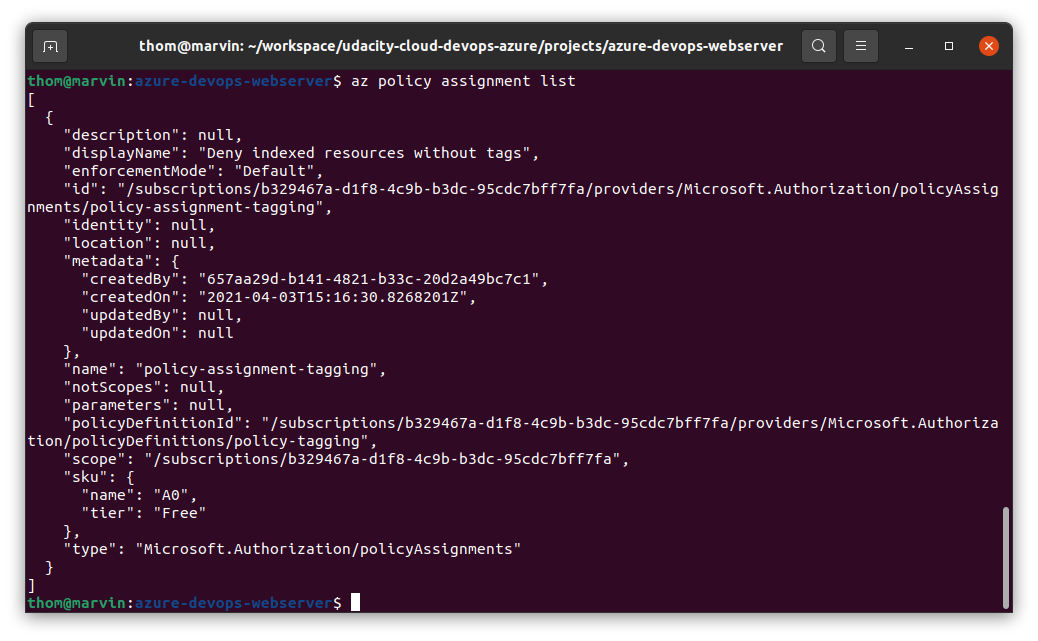 thom@marvin: ~/workspace/udacity-cloud-devops-azure/projects/azure-devops-webserver
thom@marvin:azure-devops-webserver$ az policy assignment list
[
  {
    "description": null,
    "displayName": "Deny indexed resources without tags",
    "enforcementMode": "Default",
    "id": "/subscriptions/b329467a-d1f8-4c9b-b3dc-95cdc7bff7fa/providers/Microsoft.Authorization/policyAssig
nments/policy-assignment-tagging",
    "identity": null,
    "location": null,
    "metadata": {
      "createdBy": "657aa29d-b141-4821-b33c-20d2a49bc7c1",
      "createdOn": "2021-04-03T15:16:30.8268201Z",
      "updatedBy": null,
      "updatedOn": null
    },
    "name": "policy-assignment-tagging",
    "notScopes": null,
    "parameters": null,
    "policyDefinitionId": "/subscriptions/b329467a-d1f8-4c9b-b3dc-95cdc7bff7fa/providers/Microsoft.Authoriza
tion/policyDefinitions/policy-tagging",
    "scope": "/subscriptions/b329467a-d1f8-4c9b-b3dc-95cdc7bff7fa",
    "sku": {
      "name": "A0",
      "tier": "Free"
    },
    "type": "Microsoft.Authorization/policyAssignments"
  }
]
thom@marvin:azure-devops-webserver$